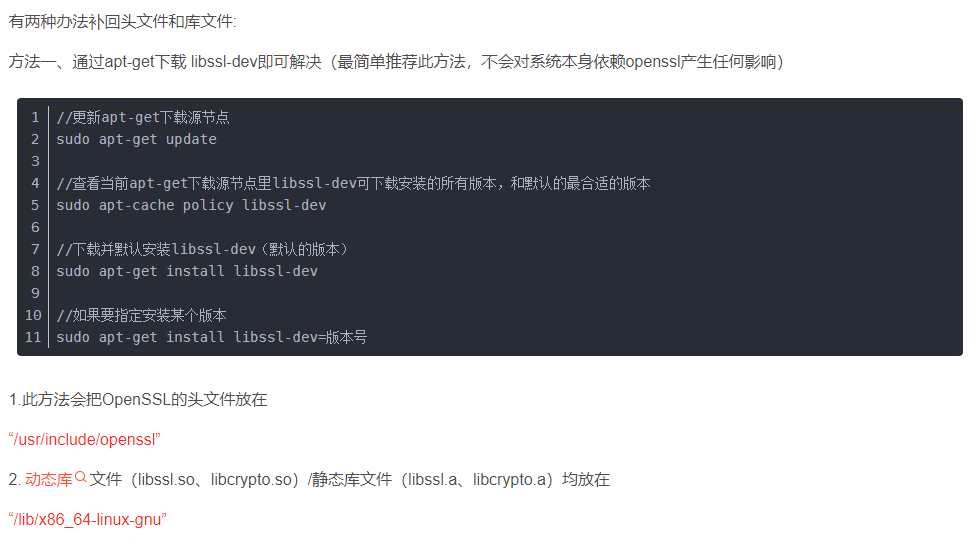 有两种办法补回头文件和库文件:
方法一、通过apt-get下载 libssl-dev即可解决（最简单推荐此方法，不会对系统本身依赖openssl产生任何影响）
1 //更新apt-get下载源节点
2 sudo apt-get update
3
4 //查看当前apt-get下载源节点里libssl-dev可下载安装的所有版本，和默认的最合适的版本
5 sudo apt-cache policy libssl-dev
6
7 //下载并默认安装libssl-dev（默认的版本）
8 sudo apt-get install libssl-dev
9
10 //如果要指定安装某个版本
11 sudo apt-get install libssl-dev=版本号
1.此方法会把OpenSSL的头文件放在
“/usr/include/openssl”
2. 动态库文件（libssl.so、libcrypto.so）/静态库文件（libssl.a、libcrypto.a）均放在
“/lib/x86_64-linux-gnu”